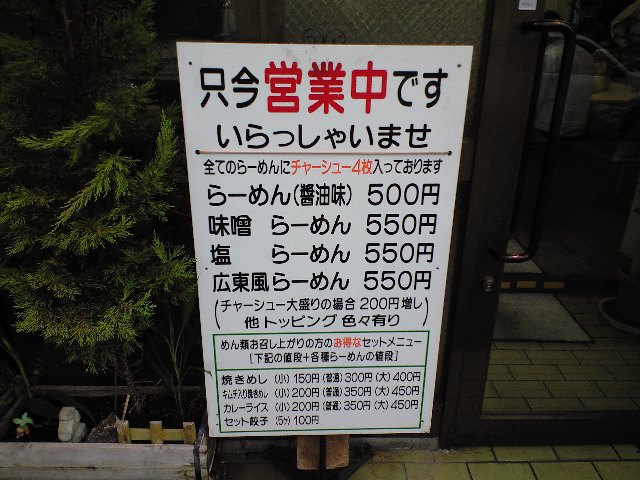 只今営業中です
いらっしゃいませ
全てのらーめんにチャーシュー4枚入っております
らーめん(醬油味) 500円
味噌 らーめん 550円
塩 らーめん 550円
広東風らーめん 550円
(チャーシュー大盛りの場合 200円増し
他トッピング色々有り)
めん類お召し上がりの方のお得なセットメニュー
[下記の値段+各種らーめんの値段]
焼きめし (小)150円(普通)300円(大)400円
キムチ入り焼きめし (小)200円(普通)350円(大)450円
カレーライス (小)200円(普通)350円(大)450円
セット餃子 (5ヶ)100円